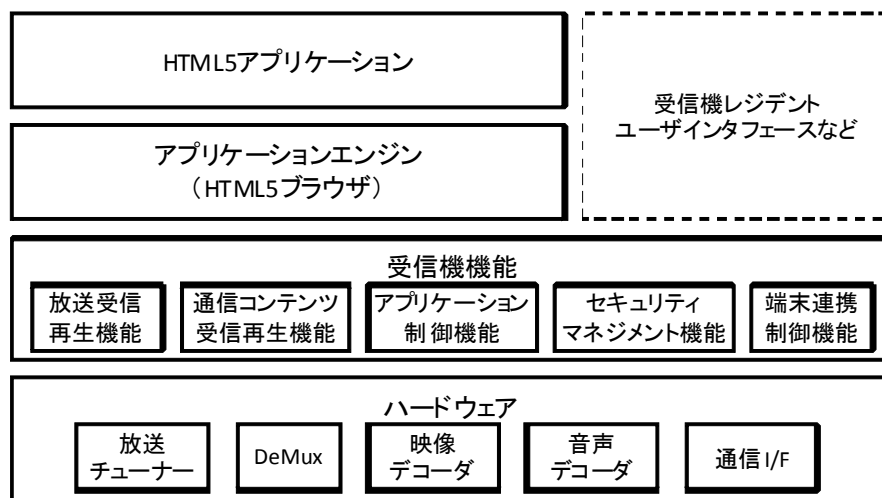 HTML5アプリケーション
受信機レジデント
ユーザインタフェースなど
アプリケーションエンジン
（HTML5ブラウザ）
受信機機能
放送受信
再生機能
通信コンテンツ
受信再生機能
アプリケーション
制御機能
セキュリティ
マネジメント機能
端末連携
制御機能
ハードウェア
放送
チューナー
DeMux
映像
デコーダ
音声
デコーダ
通信I/F